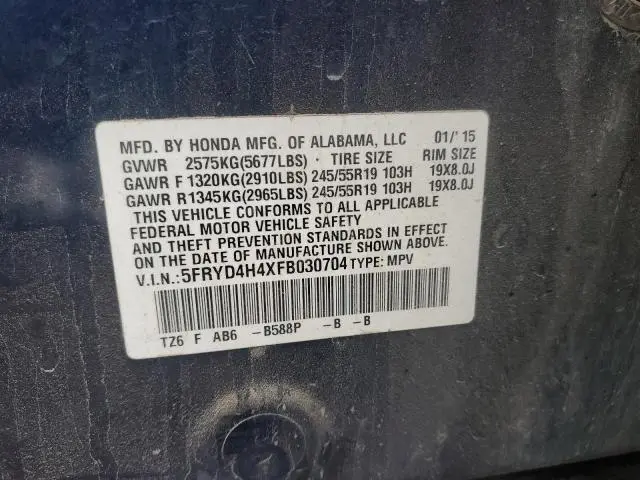 MFD. BY HONDA MFG. OF ALABAMA, LLC 01/'15
GVWR 2575KG(5677LBS) · TIRE SIZE RIM SIZE
GAWR F 1320KG(2910LBS) 245/55R19 103H 19X8.0J
GAWR R1345KG(2965LBS) 245/55R19 103H 19X8.0J
THIS VEHICLE CONFORMS TO ALL APPLICABLE
FEDERAL MOTOR VEHICLE SAFETY
AND THEFT PREVENTION STANDARDS IN EFFECT
ON THE DATE OF MANUFACTURE SHOWN ABOVE.
V.I.N.: 5FRYD4H4XFB030704 TYPE: MPV
TZ6 F AB6 -B588P -B -B